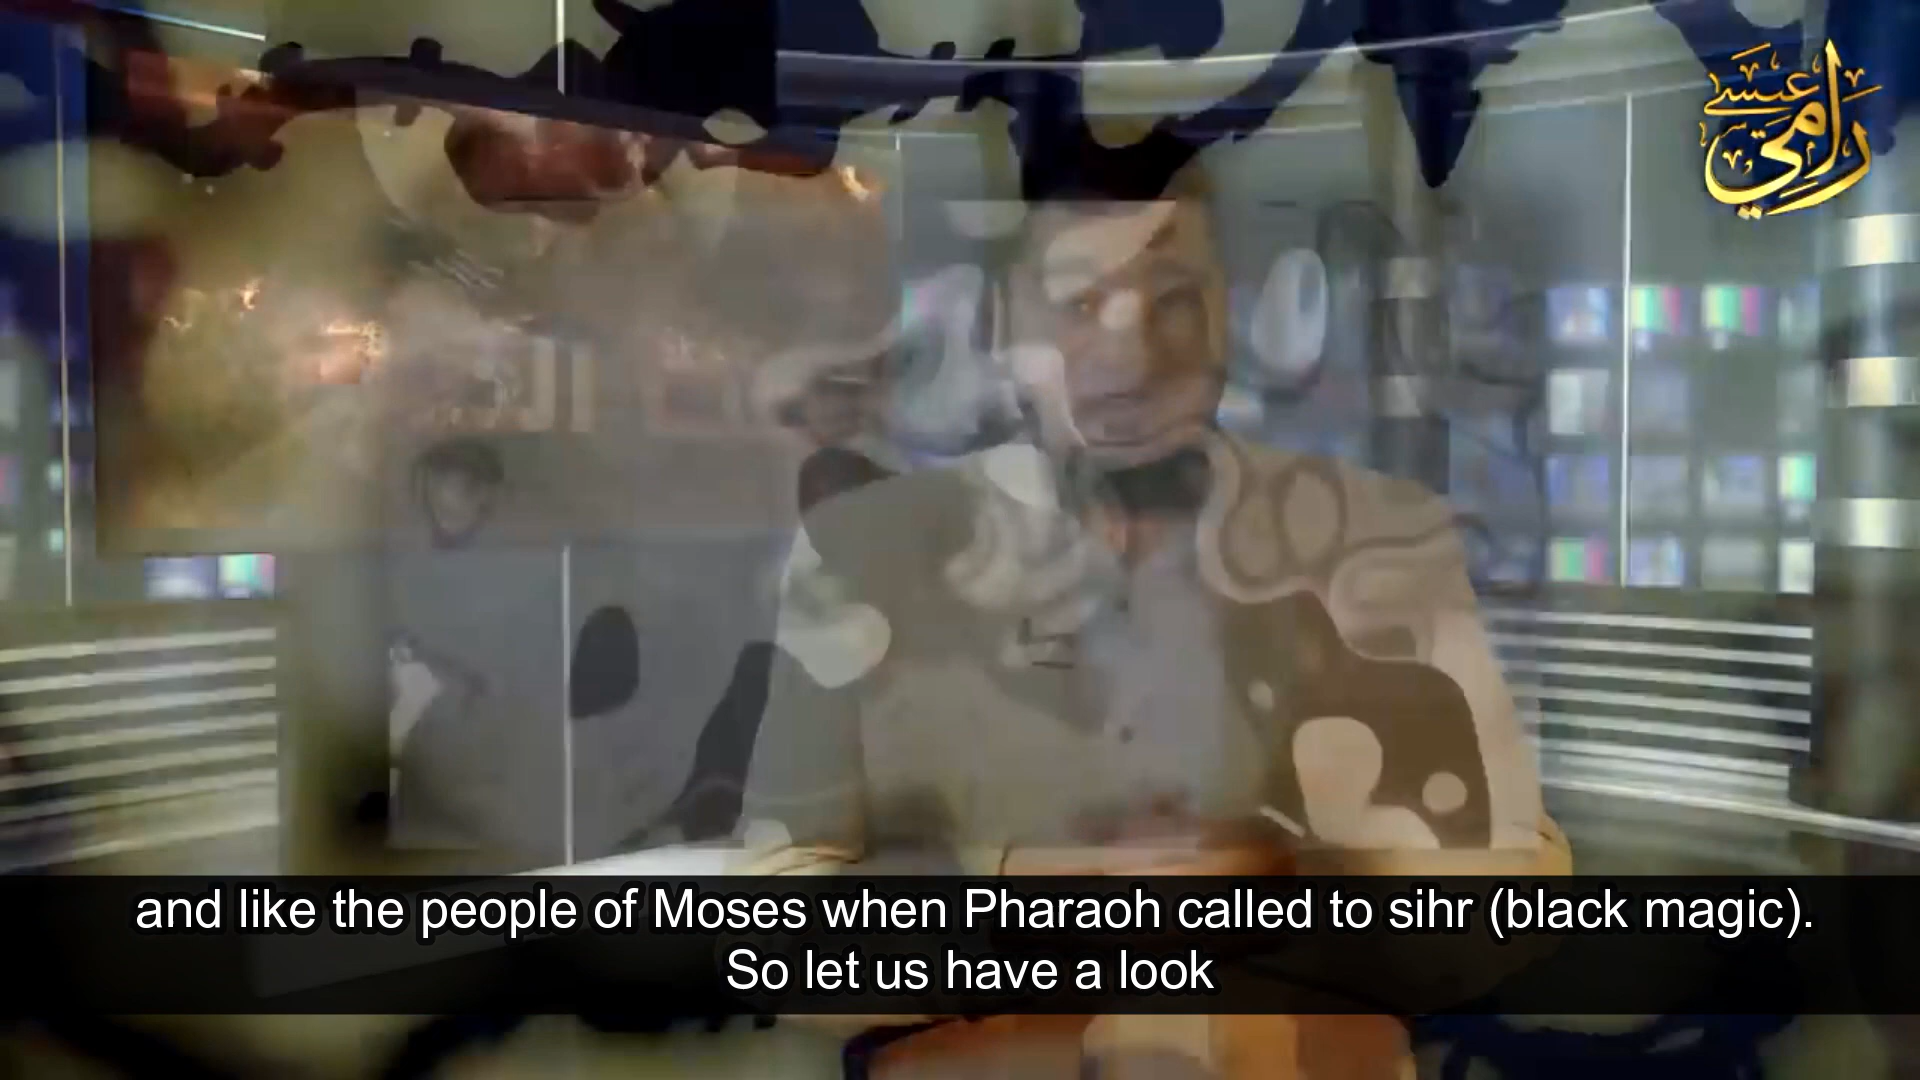 رامي عيسى
and like the people of Moses when Pharaoh called to sihr (black magic).
So let us have a look